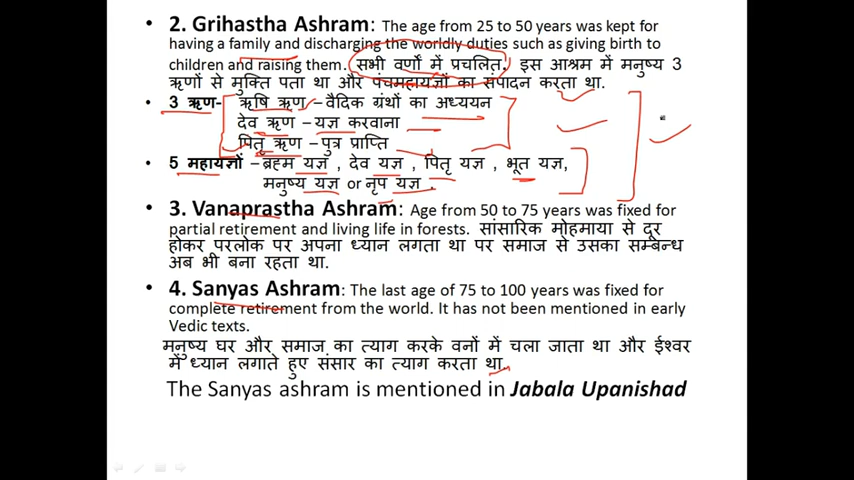 • 2. Grihastha Ashram: The age from 25 to 50 years was kept for
having a family and discharging the worldly duties such as giving birth to
children and raising them. सभी वर्णों में प्रचलित. इस आश्रम में मनुष्य 3
ऋणों से मुक्ति पता था और पंचमहायज्ञों का संपादन करता था.
• 3 ऋण- ऋषि ऋण – वैदिक ग्रंथों का अध्ययन
देव ऋण – यज्ञ करवाना
पितृ ऋण – पुत्र प्राप्ति
• 5 महायज्ञों – ब्रह्म यज्ञ , देव यज्ञ , पितृ यज्ञ , भूत यज्ञ,
मनुष्य यज्ञ or नृप यज्ञ .
• 3. Vanaprastha Ashram: Age from 50 to 75 years was fixed for
partial retirement and living life in forests. सांसारिक मोहमाया से दूर
होकर परलोक पर अपना ध्यान लगता था पर समाज से उसका सम्बन्ध
अब भी बना रहता था.
• 4. Sanyas Ashram: The last age of 75 to 100 years was fixed for
complete retirement from the world. It has not been mentioned in early
Vedic texts.
मनुष्य घर और समाज का त्याग करके वनों में चला जाता था और ईश्वर
में ध्यान लगाते हुए संसार का त्याग करता था.
The Sanyas ashram is mentioned in Jabala Upanishad